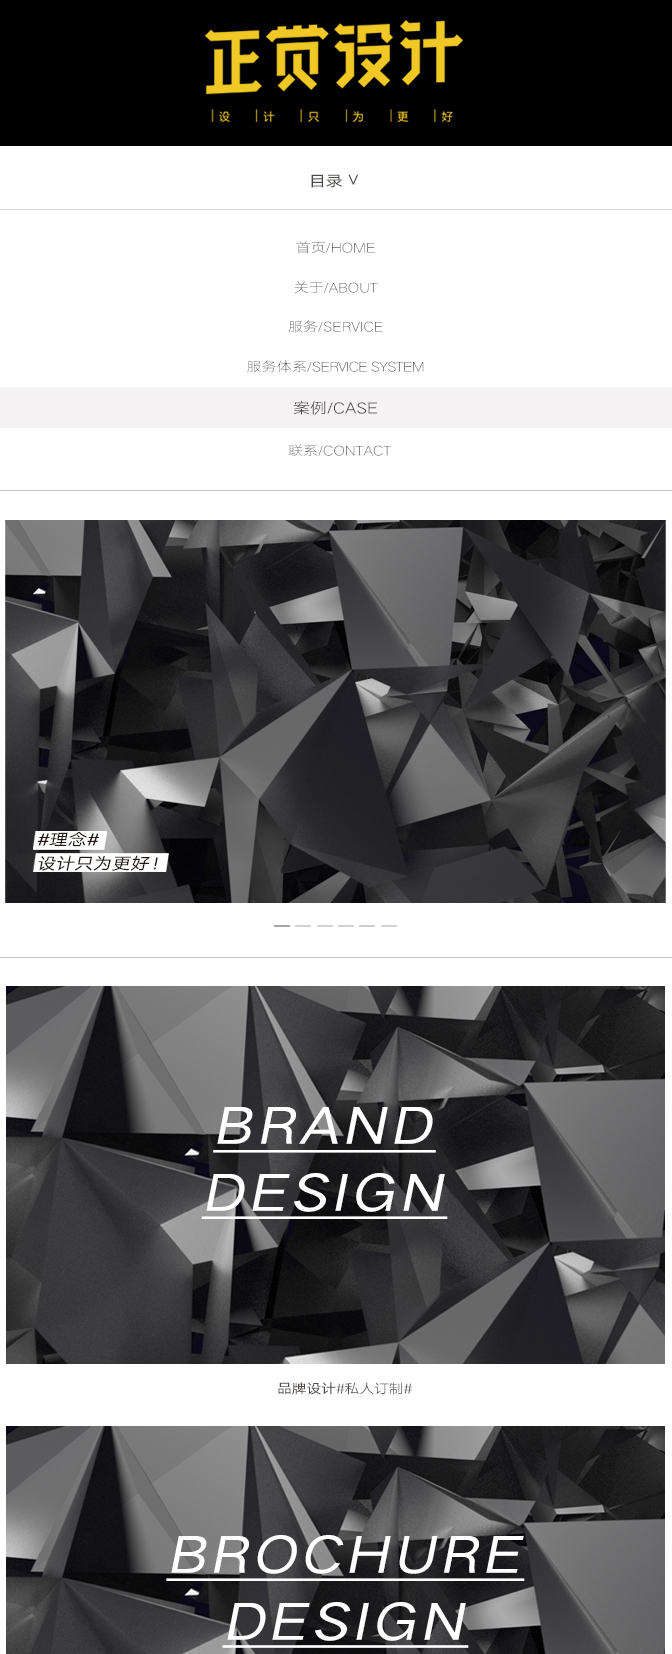 正觉设计
设计只为更好
目录 V
首页/HOME
关于/ABOUT
服务/SERVICE
服务体系/SERVICE SYSTEM
案例/CASE
联系/CONTACT
#理念#
设计只为更好!
BRAND
DESIGN
品牌设计#私人订制#
BROCHURE
DESIGN